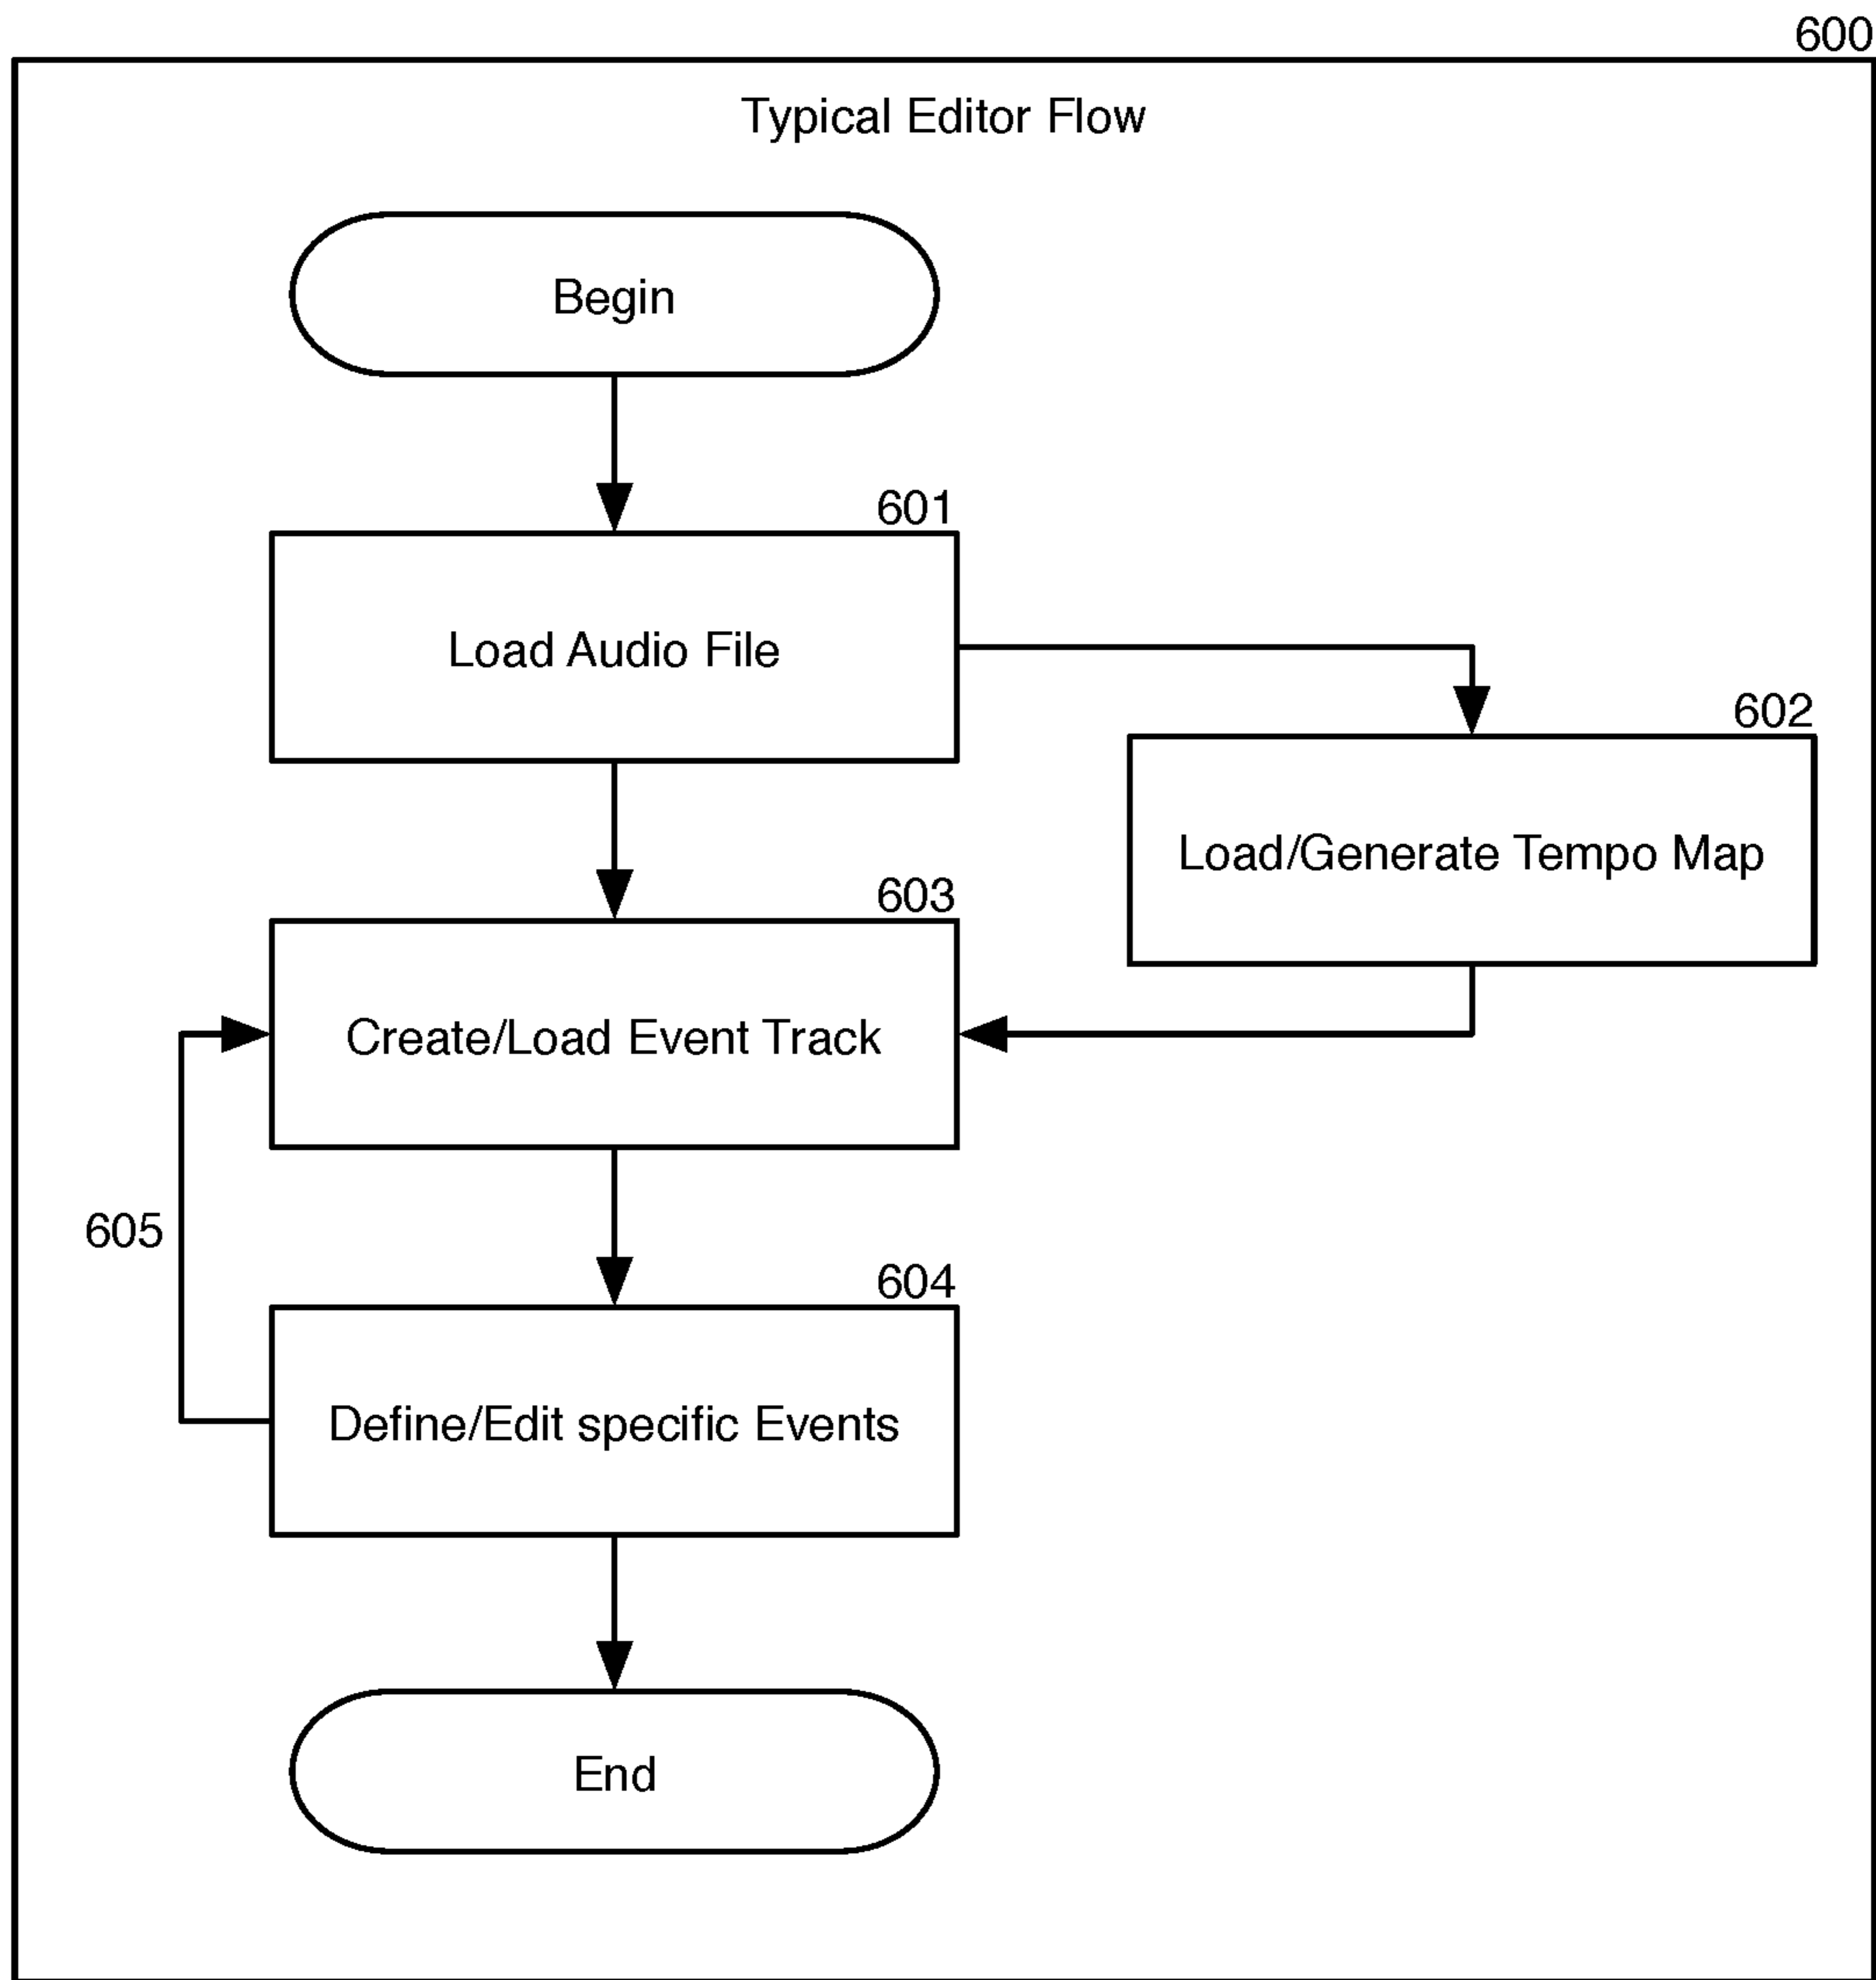 600
Typical Editor Flow
Begin
601
Load Audio File
602
Load/Generate Tempo Map
603
Create/Load Event Track
605
604
Define/Edit specific Events
End